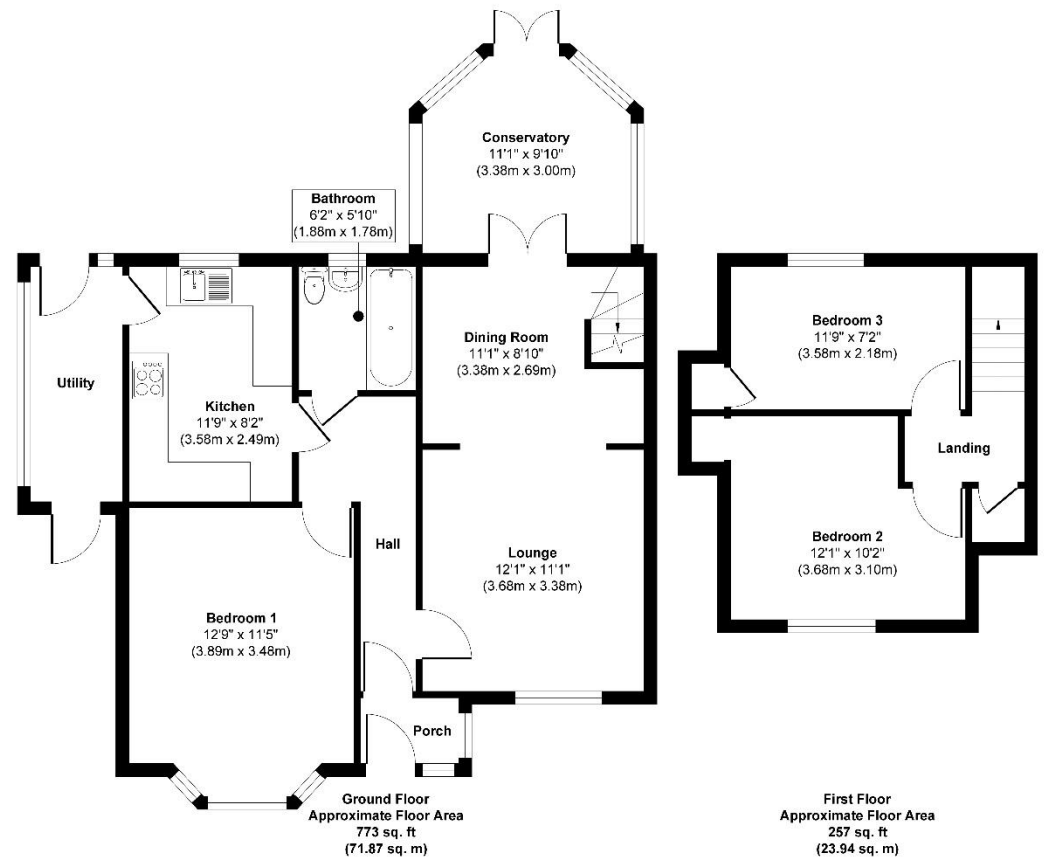 Conservatory
11'1" x 9'10"
(3.38m x 3.00m)
Bathroom
6'2" x 5'10"
(1.88m x 1.78m)
Dining Room
11'1" x 8'10"
(3.38m x 2.69m)
Utility
Kitchen
11'9" x 8'2"
(3.58m x 2.49m)
Hall
Lounge
12'1" x 11'1"
(3.68m x 3.38m)
Bedroom 1
12'9" x 11'5"
(3.89m x 3.48m)
Porch
Ground Floor
Approximate Floor Area
773 sq. ft
(71.87 sq. m)
Bedroom 3
11'9" x 7'2"
(3.58m x 2.18m)
Landing
Bedroom 2
12'1" x 10'2"
(3.68m x 3.10m)
First Floor
Approximate Floor Area
257 sq. ft
(23.94 sq. m)